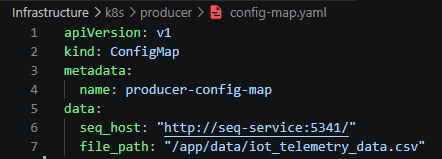 Infrastructure > k8s > producer > config-map.yaml
1 apiVersion: v1
2 kind: ConfigMap
3 metadata:
4   name: producer-config-map
5 data:
6   seq_host: "http://seq-service:5341/"
7   file_path: "/app/data/iot_telemetry_data.csv"